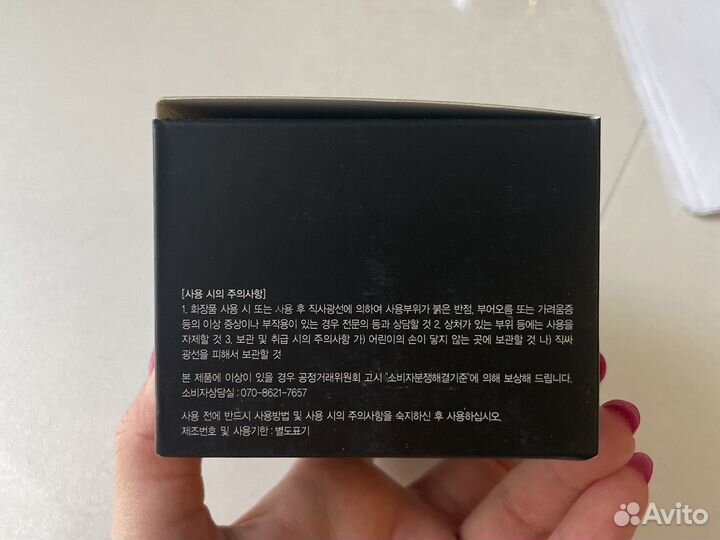 [사용 시의 주의사항]
1. 화장품 사용 시 또는 사용 후 직사광선에 의하여 사용부위가 붉은 반점, 부어오름 또는 가려움증
등의 이상 증상이나 부작용이 있는 경우 전문의 등과 상담할 것 2. 상처가 있는 부위 등에는 사용을
자제할 것 3. 보관 및 취급 시의 주의사항 가) 어린이의 손이 닿지 않는 곳에 보관할 것 나) 직싸
광선을 피해서 보관할 것
본 제품에 이상이 있을 경우 공정거래위원회 고시 "소비자분쟁해결기준"에 의해 보상해 드립니다.
소비자상담실 : 070-8621-7657
사용 전에 반드시 사용방법 및 사용 시의 주의사항을 숙지하신 후 사용하십시오.
제조번호 및 사용기한 : 별도표기
Avito